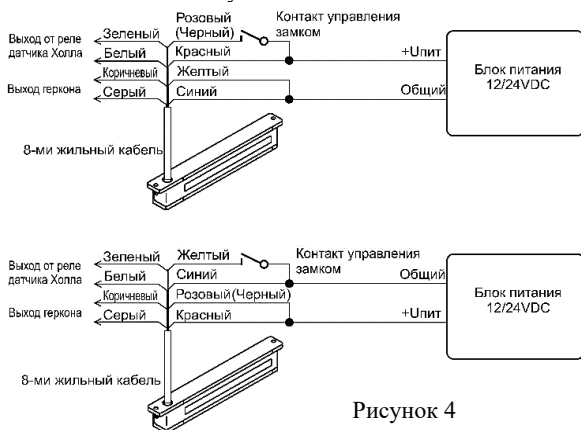 Розовый
(Черный)
Контакт управления
замком
Зеленый
Выход от реле
датчика Холла
Белый
Красный
+Uпит
Блок питания
12/24VDC
Коричневый
Желтый
Выход геркона
Серый
Синий
Общий
8-ми жильный кабель
Зеленый
Желтый
Контакт управления
замком
Выход от реле
датчика Холла
Белый
Синий
Общий
Блок питания
12/24VDC
Коричневый
Розовый(Черный)
Выход геркона
Серый
Красный
+Uпит
8-ми жильный кабель
Рисунок 4